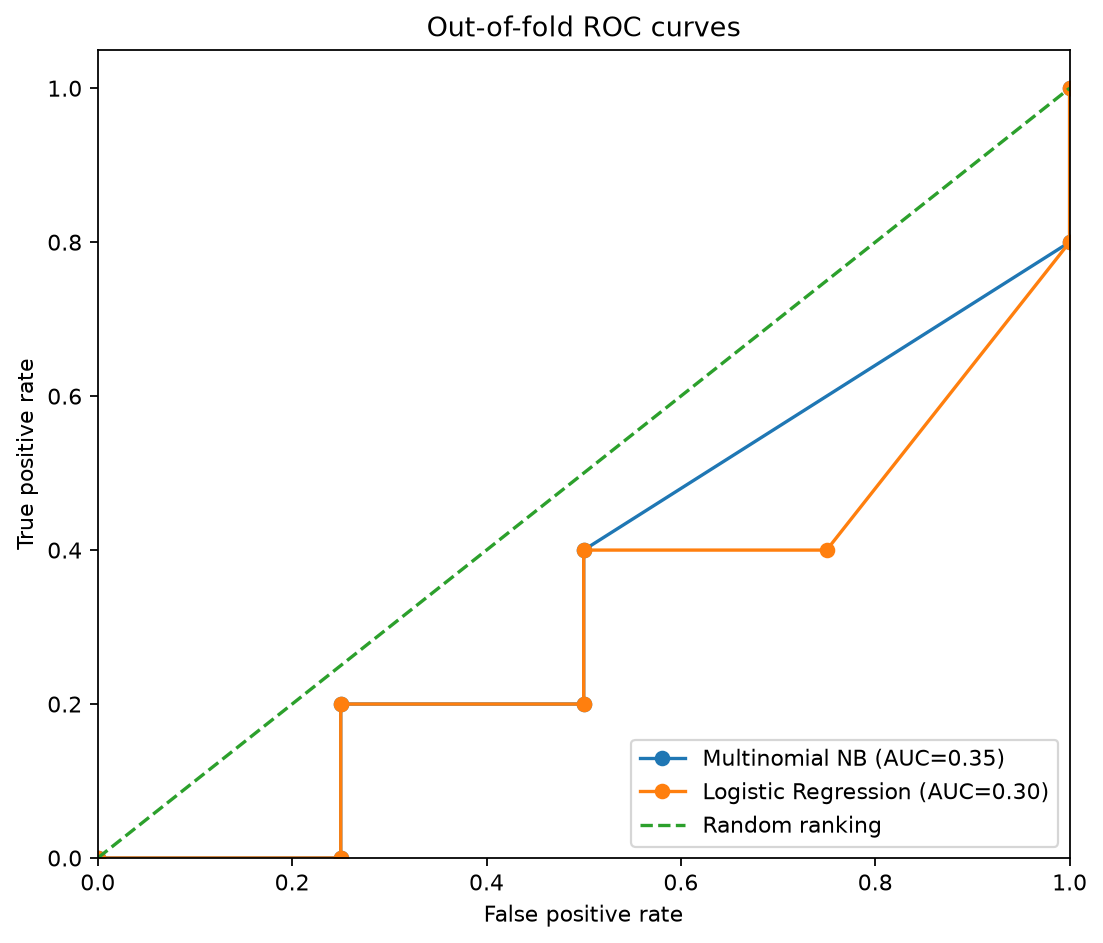 Out-of-fold ROC curves
True positive rate
1.0
0.8
0.6
0.4
0.2
0.0
0.0 0.2 0.4 0.6 0.8 1.0
False positive rate
Multinomial NB (AUC=0.35)
Logistic Regression (AUC=0.30)
Random ranking